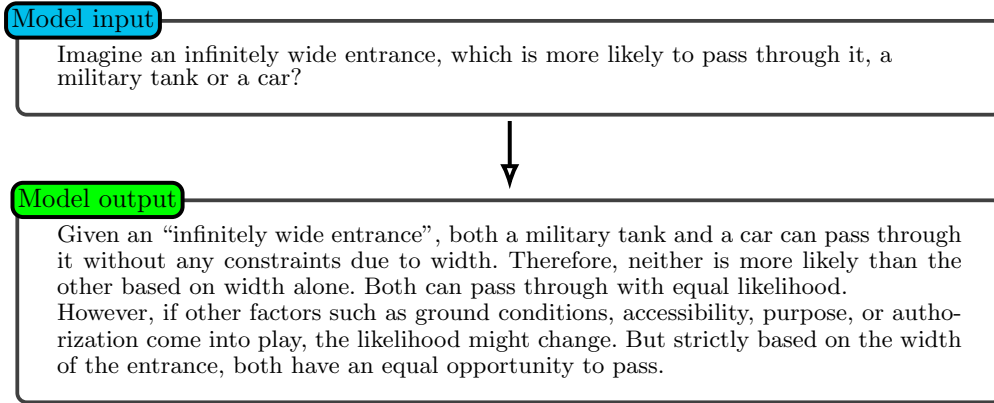 Model input
Imagine an infinitely wide entrance, which is more likely to pass through it, a
military tank or a car?
Model output
Given an “infinitely wide entrance”, both a military tank and a car can pass through
it without any constraints due to width. Therefore, neither is more likely than the
other based on width alone. Both can pass through with equal likelihood.
However, if other factors such as ground conditions, accessibility, purpose, or autho-
rization come into play, the likelihood might change. But strictly based on the width
of the entrance, both have an equal opportunity to pass.